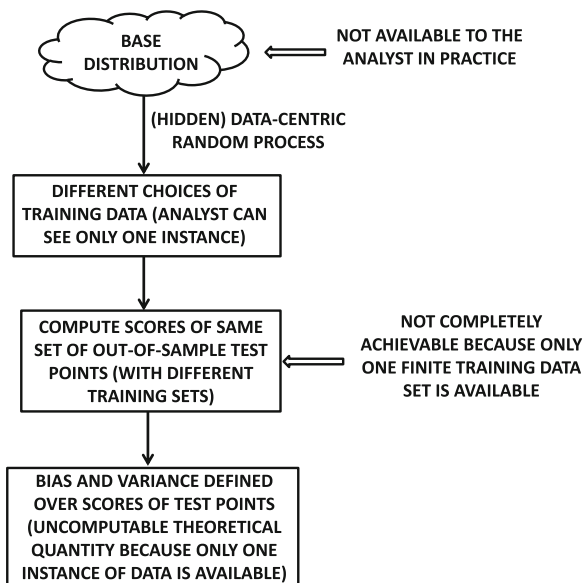 BASE
DISTRIBUTION
NOT AVAILABLE TO THE
ANALYST IN PRACTICE
(HIDDEN) DATA-CENTRIC
RANDOM PROCESS
DIFFERENT CHOICES OF
TRAINING DATA (ANALYST CAN
SEE ONLY ONE INSTANCE)
COMPUTE SCORES OF SAME
SET OF OUT-OF-SAMPLE TEST
POINTS (WITH DIFFERENT
TRAINING SETS)
NOT COMPLETELY
ACHIEVABLE BECAUSE ONLY
ONE FINITE TRAINING DATA
SET IS AVAILABLE
BIAS AND VARIANCE DEFINED
OVER SCORES OF TEST POINTS
(UNCOMPUTABLE THEORETICAL
QUANTITY BECAUSE ONLY ONE
INSTANCE OF DATA IS AVAILABLE)